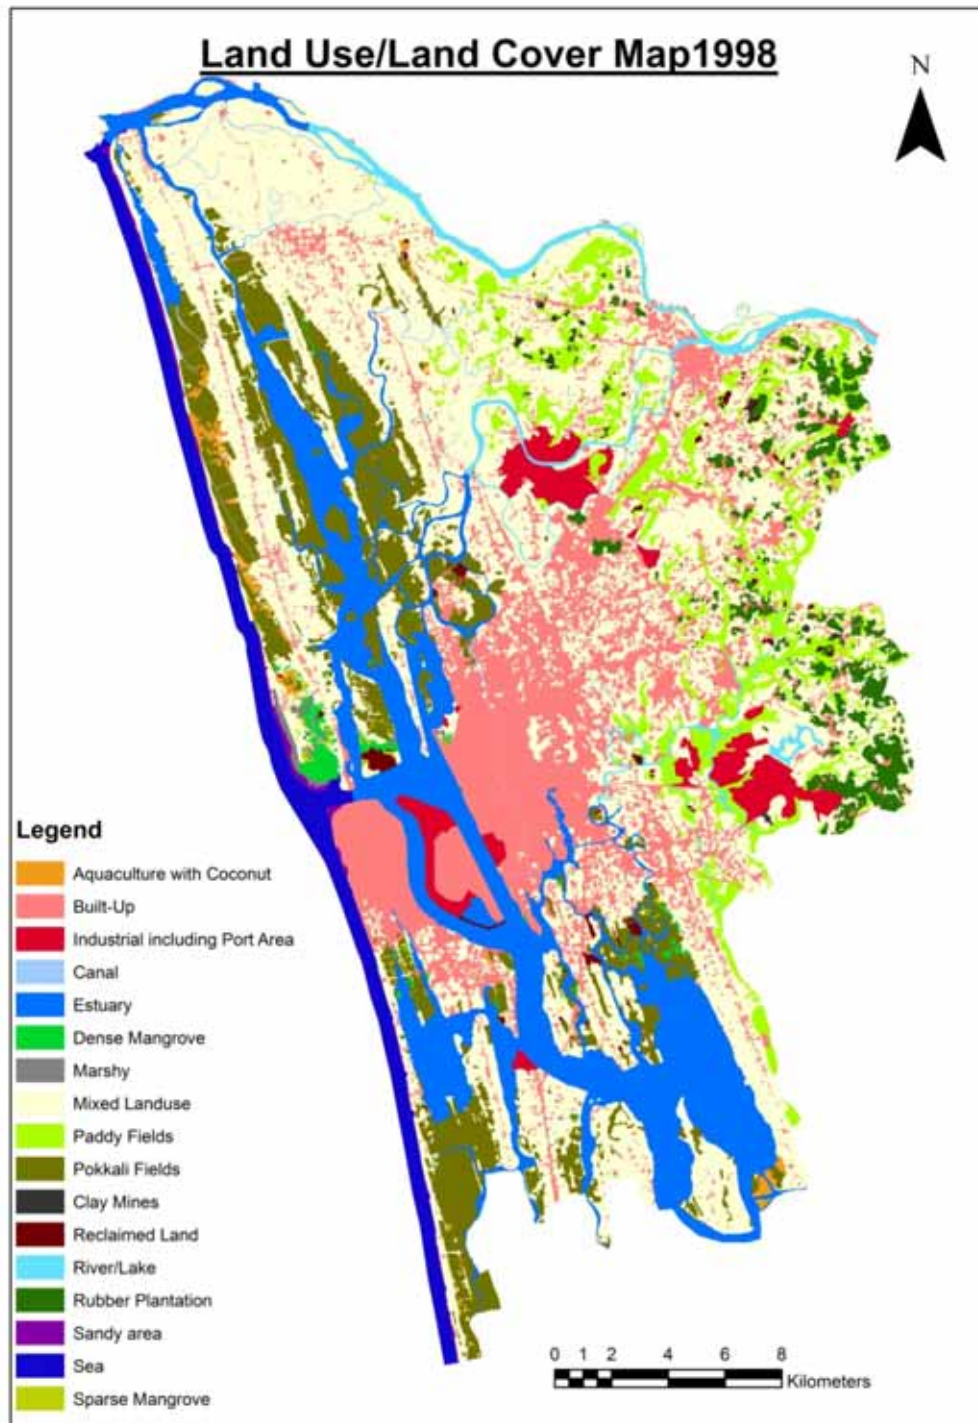 Land Use/Land Cover Map1998
N
Legend
Aquaculture with Coconut
Built-Up
Industrial including Port Area
Canal
Estuary
Dense Mangrove
Marshy
Mixed Landuse
Paddy Fields
Pokkali Fields
Clay Mines
Reclaimed Land
River/Lake
Rubber Plantation
Sandy area
Sea
Sparse Mangrove
0 1 2 4 6 8
Kilometers